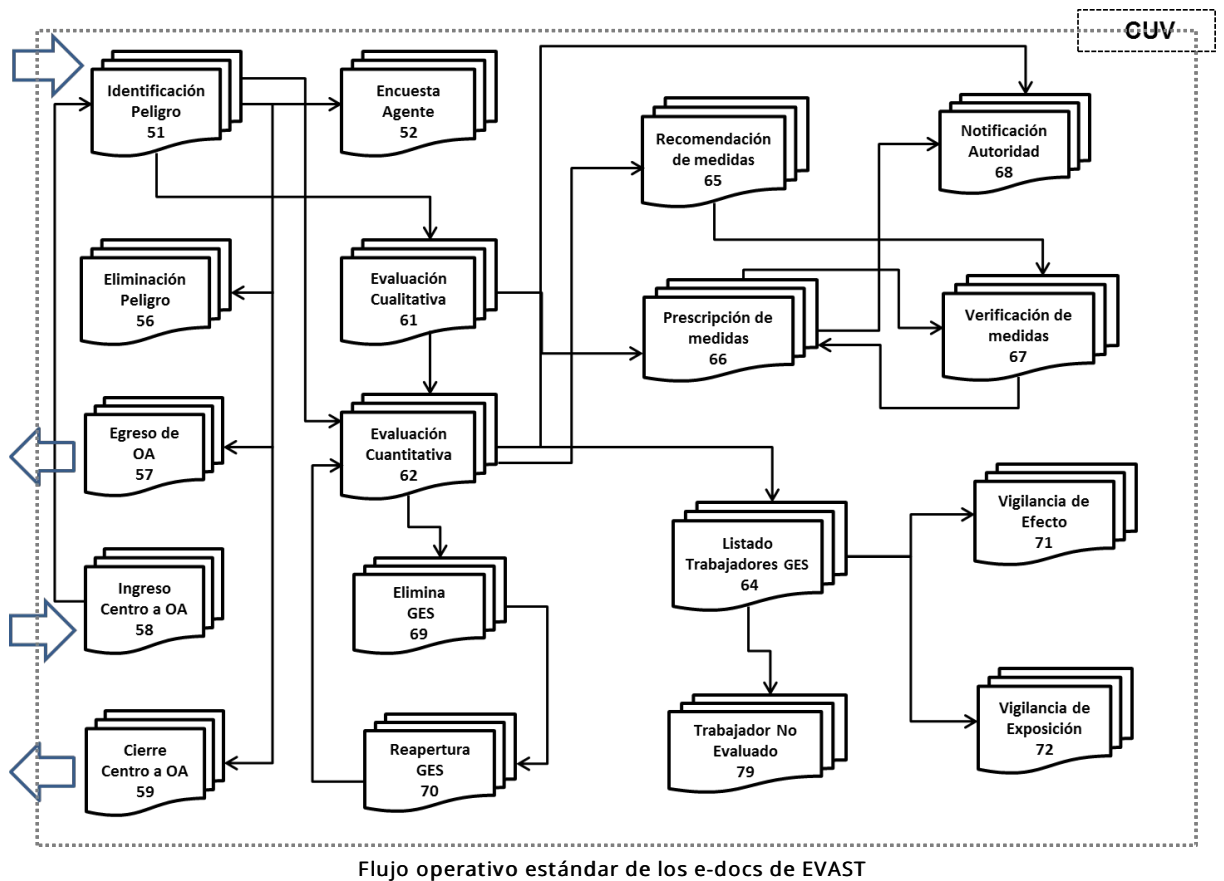 CUV
Identificación
Peligro
51
Encuesta
Agente
52
Recomendación
de medidas
65
Notificación
Autoridad
68
Eliminación
Peligro
56
Evaluación
Cualitativa
61
Prescripción de
medidas
66
Verificación de
medidas
67
Egreso de
OA
57
Evaluación
Cuantitativa
62
Vigilancia de
Efecto
71
Ingreso
Centro a OA
58
Elimina
GES
69
Listado
Trabajadores GES
64
Cierre
Centro a OA
59
Reapertura
GES
70
Trabajador No
Evaluado
79
Vigilancia de
Exposición
72
Flujo operativo estándar de los e-docs de EVAST